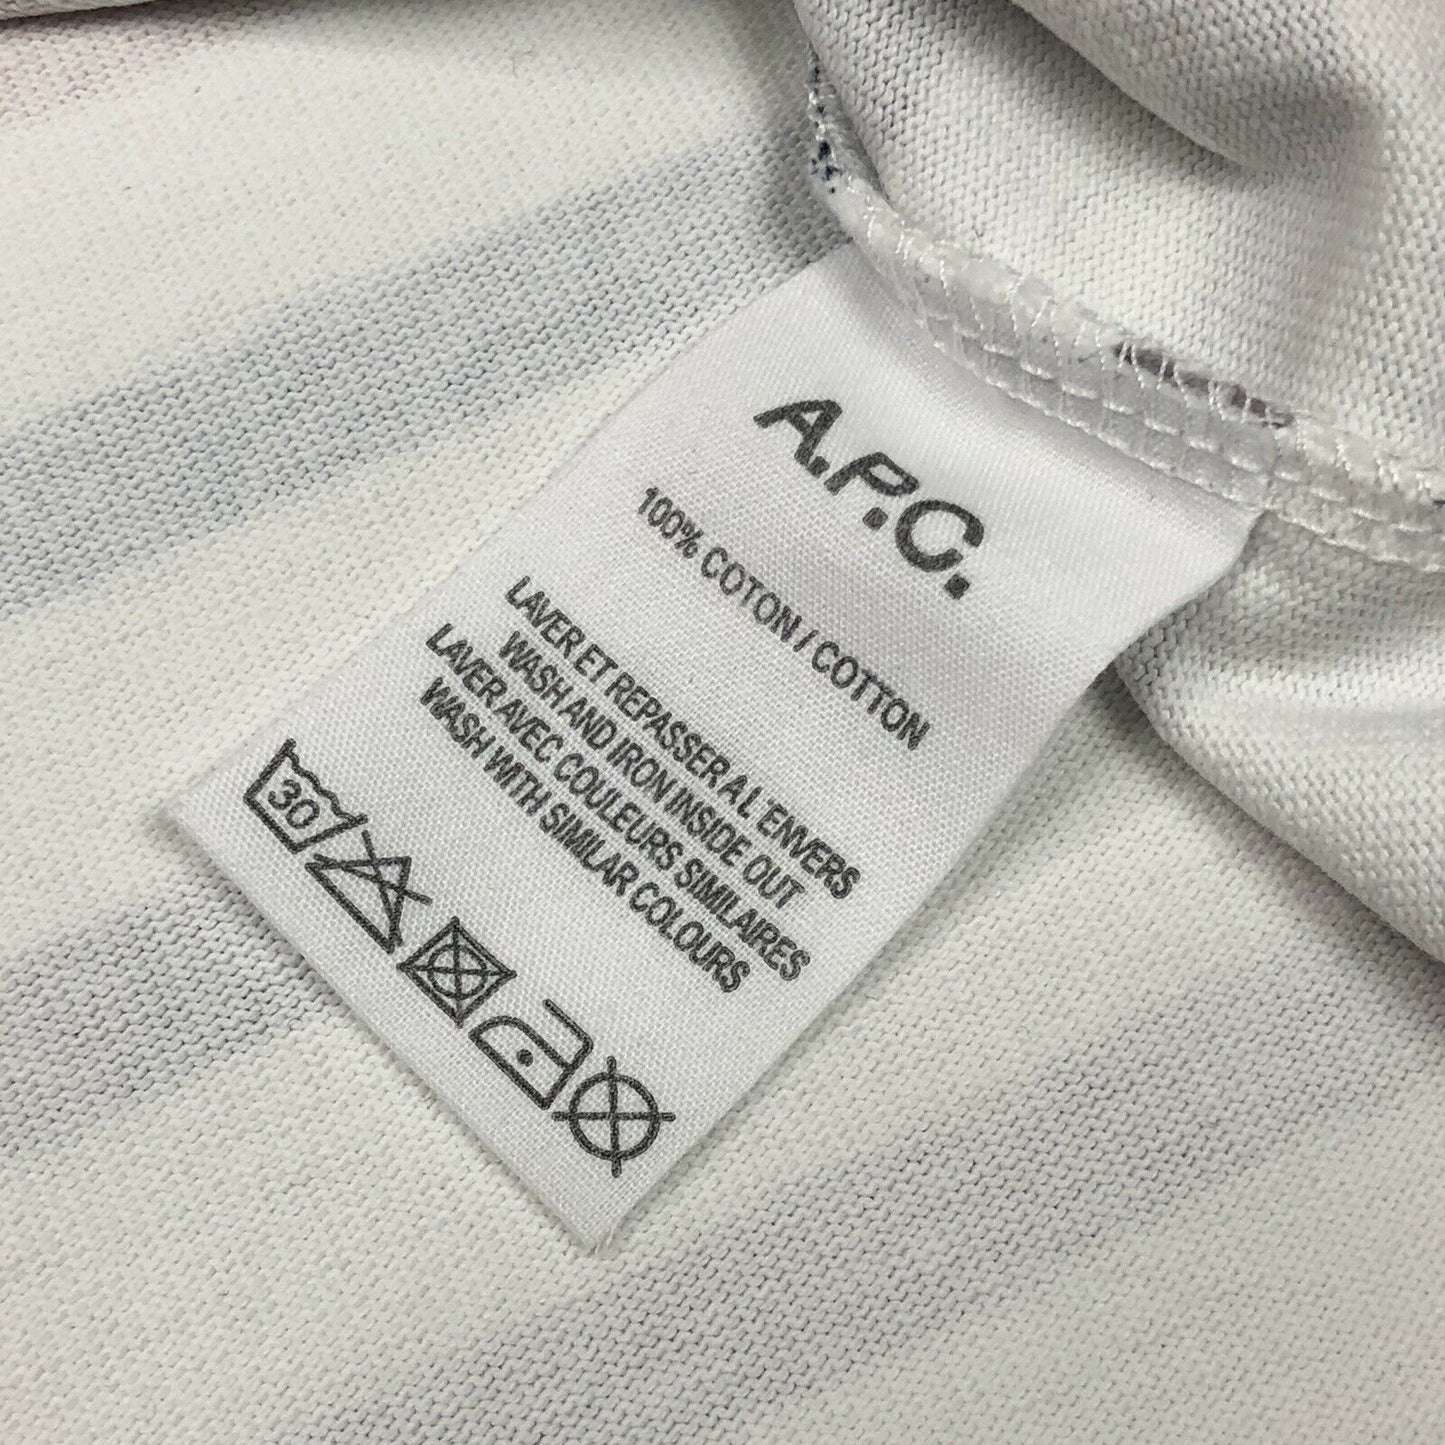 A.P.C.
100% COTON / COTTON
LAVER ET REPASSER A L'ENVERS
WASH AND IRON INSIDE OUT
LAVER AVEC COULEURS SIMILAIRES
WASH WITH SIMILAR COLOURS
30